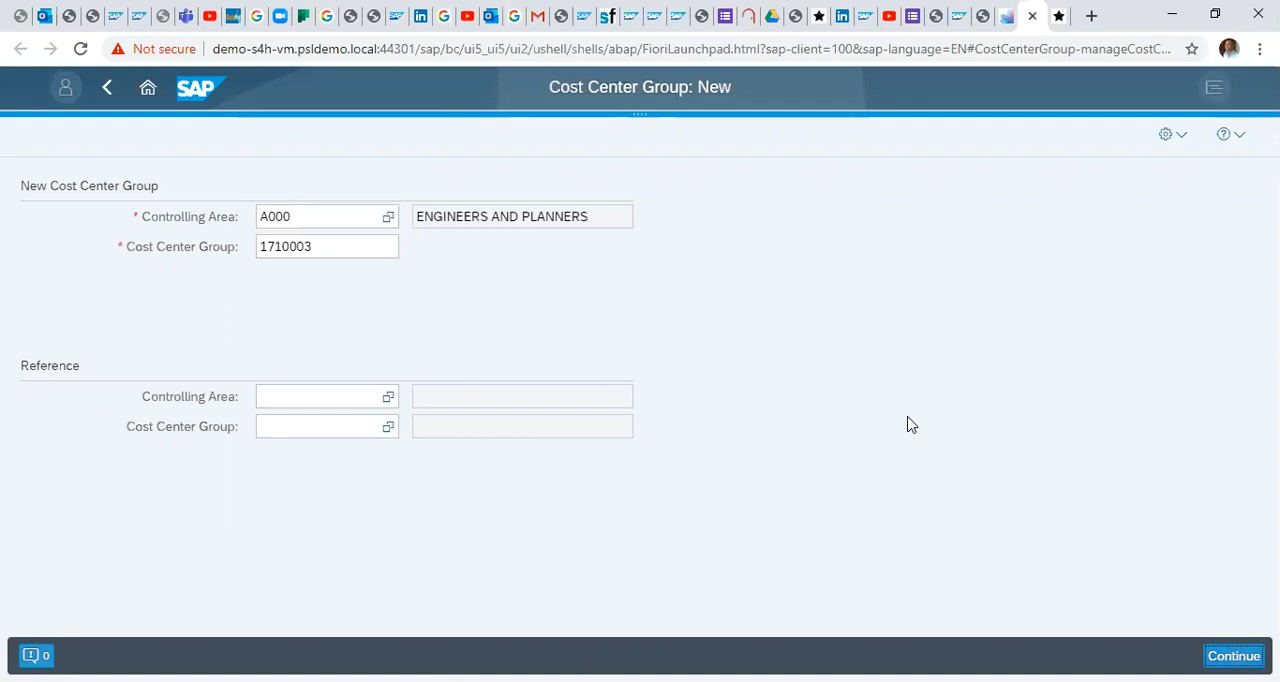 Not secure
demo-s4h-vm.psldemo.local:44301/sap/bc/ui5_ui5/ui2/ushell/shells/abap/FioriLaunchpad.html?sap-client=100&sap-language=EN#CostCenterGroup-manageCostC...
SAP
Cost Center Group: New
New Cost Center Group
* Controlling Area: A000 ENGINEERS AND PLANNERS
* Cost Center Group: 1710003
Reference
Controlling Area:
Cost Center Group:
0
Continue